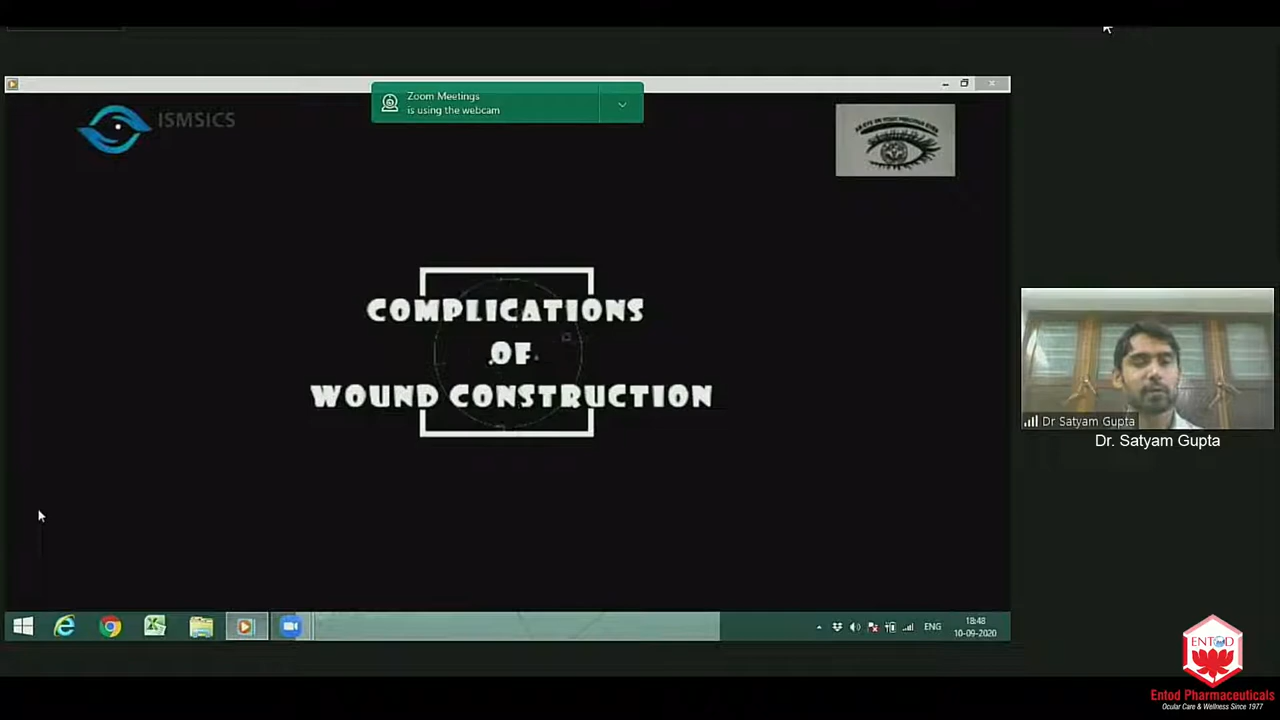 Zoom Meetings
is using the webcam
ISMSICS
COMPLICATIONS
OF
WOUND CONSTRUCTION
Dr Satyam Gupta
Dr. Satyam Gupta
ENG
18:48
10-09-2020
ENTOD
Entod Pharmaceuticals
Ocular Care & Wellness Since 1977